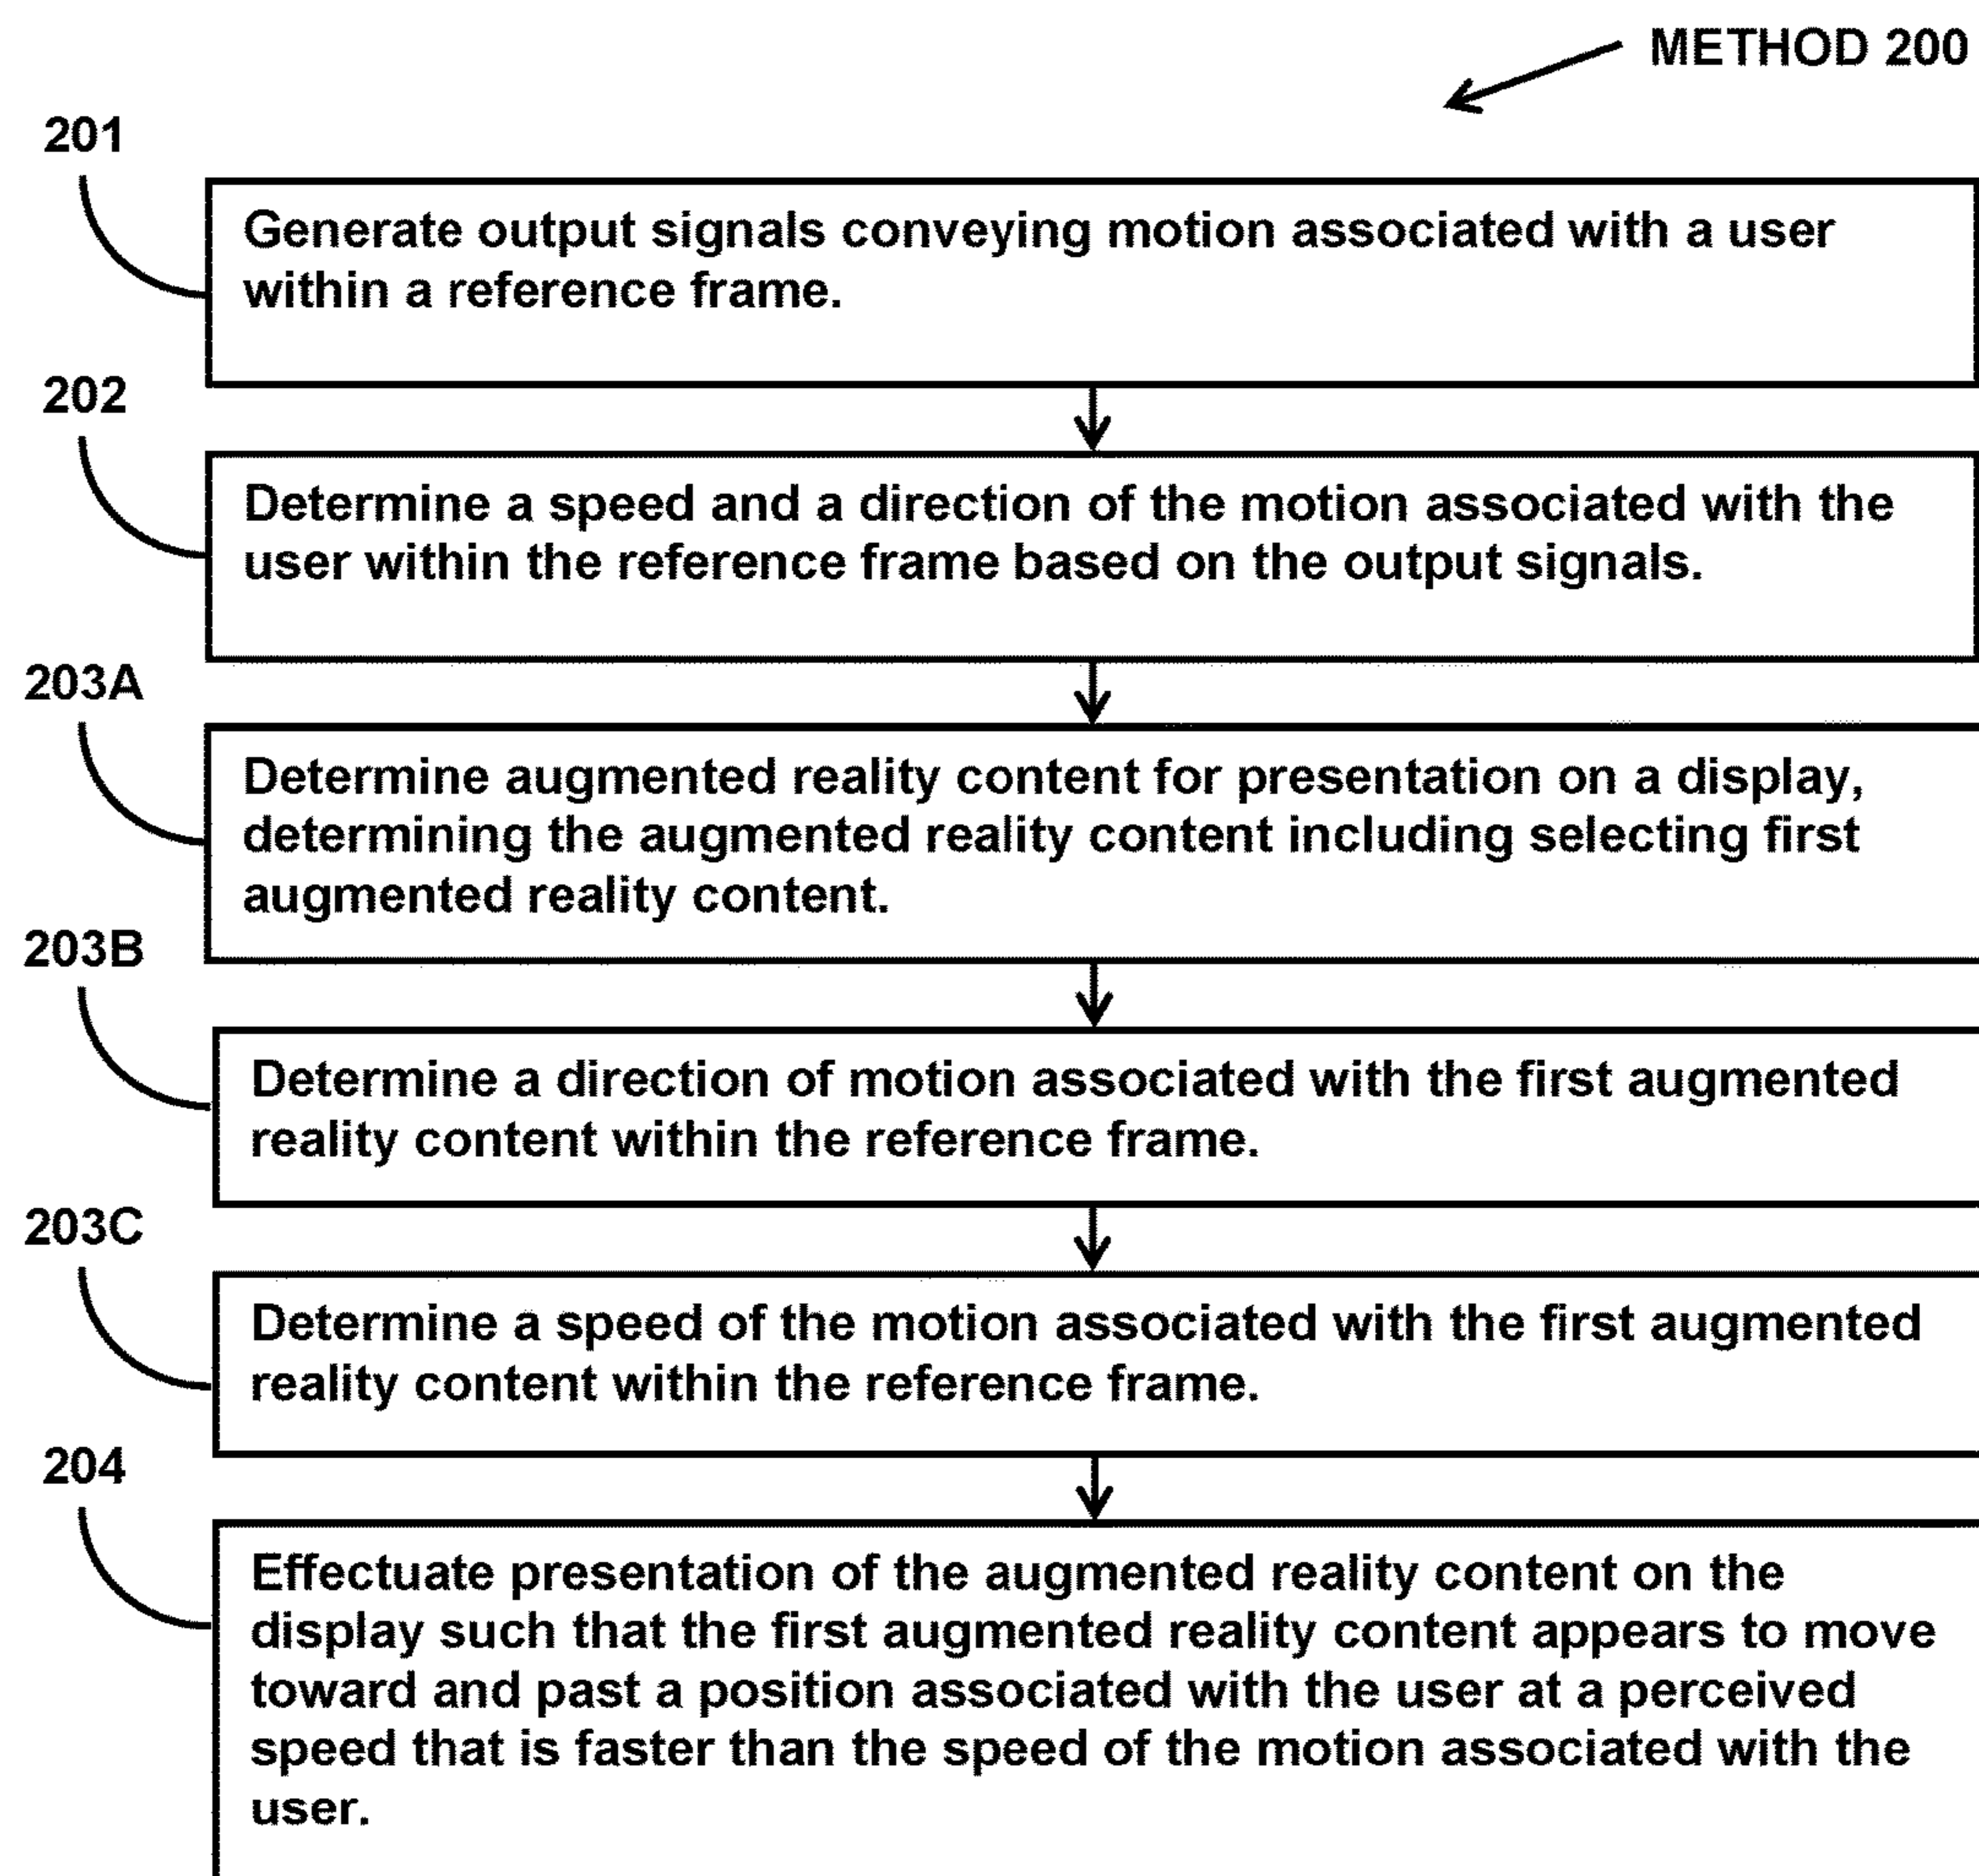 METHOD 200
201
Generate output signals conveying motion associated with a user
within a reference frame.
202
Determine a speed and a direction of the motion associated with the
user within the reference frame based on the output signals.
203A
Determine augmented reality content for presentation on a display,
determining the augmented reality content including selecting first
augmented reality content.
203B
Determine a direction of motion associated with the first augmented
reality content within the reference frame.
203C
Determine a speed of the motion associated with the first augmented
reality content within the reference frame.
204
Effectuate presentation of the augmented reality content on the
display such that the first augmented reality content appears to move
toward and past a position associated with the user at a perceived
speed that is faster than the speed of the motion associated with the
user.